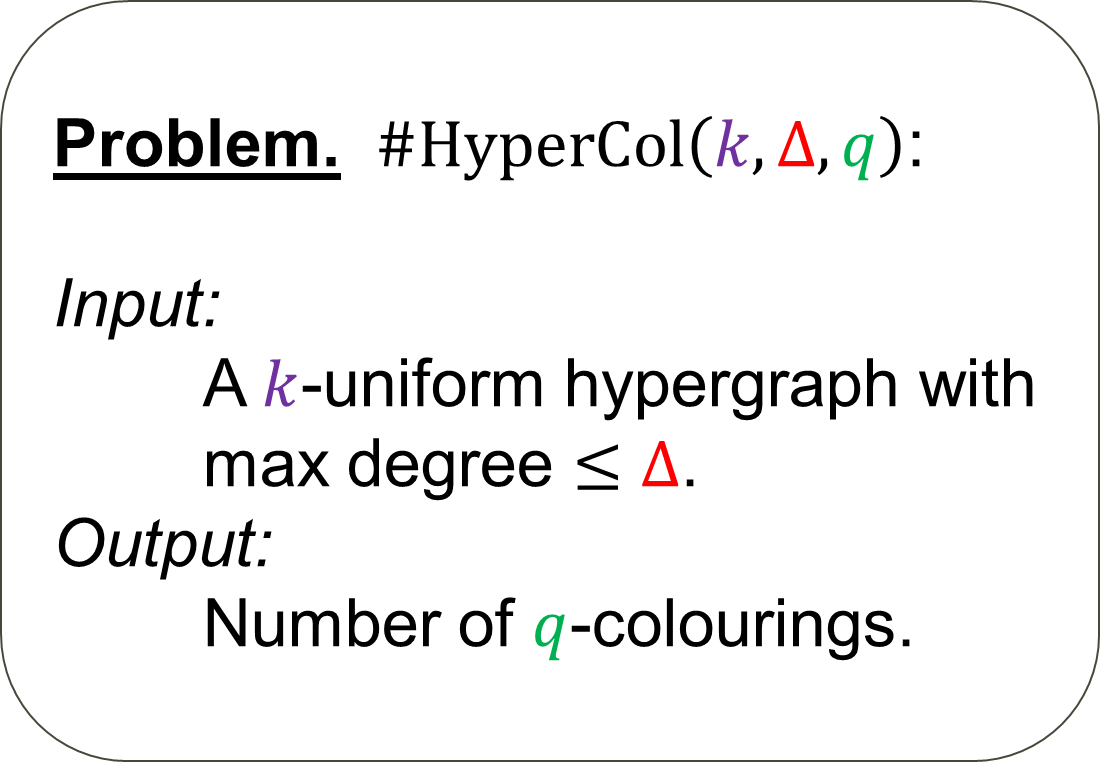 Problem. #HyperCol(𝑘, Δ, 𝑞):
Input:
A 𝑘-uniform hypergraph with
max degree ≤ Δ.
Output:
Number of 𝑞-colourings.